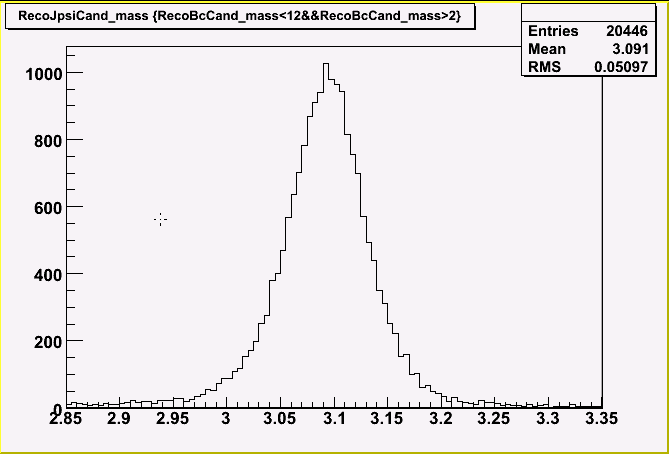 RecoJpsiCand_mass {RecoBcCand_mass<12&&RecoBcCand_mass>2}
Entries 20446
Mean 3.091
RMS 0.05097
1000
800
600
400
200
0
2.85 2.9 2.95 3 3.05 3.1 3.15 3.2 3.25 3.3 3.35